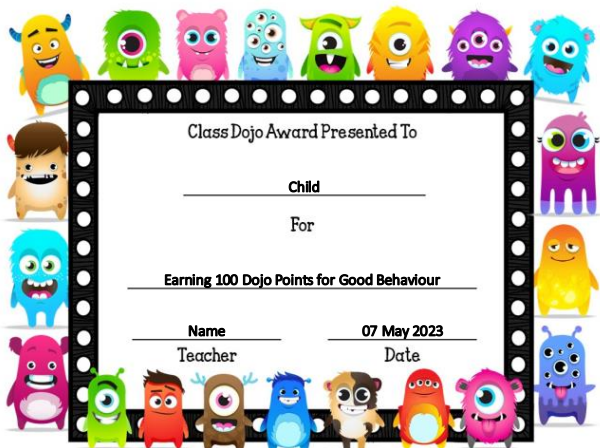 Class Dojo Award Presented To
Child
For
Earning 100 Dojo Points for Good Behaviour
Name 07 May 2023
Teacher Date